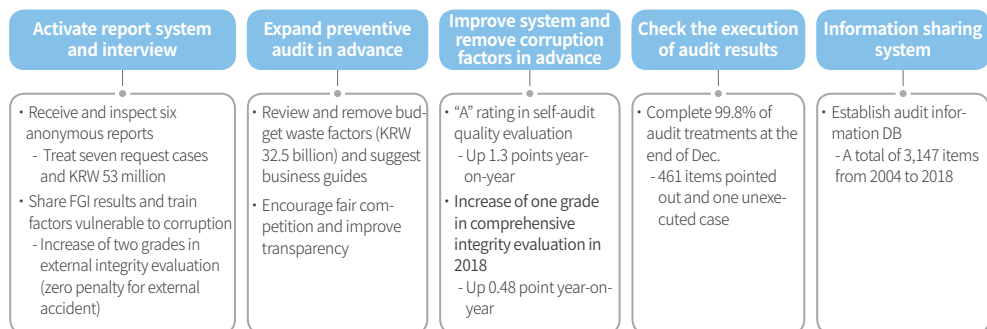 Activate report system
and interview
• Receive and inspect six
anonymous reports
- Treat seven request cases
and KRW 53 million
• Share FGI results and train
factors vulnerable to corruption
- Increase of two grades in
external integrity evaluation
(zero penalty for external
accident)
Expand preventive
audit in advance
• Review and remove bud-
get waste factors (KRW
32.5 billion) and suggest
business guides
• Encourage fair com-
petition and improve
transparency
Improve system and
remove corruption
factors in advance
• “A” rating in self-audit
quality evaluation
- Up 1.3 points year-
on-year
• Increase of one grade in
comprehensive
integrity evaluation in
2018
- Up 0.48 point year-on-
year
Check the execution
of audit results
• Complete 99.8% of
audit treatments at the
end of Dec.
- 461 items pointed
out and one unexe-
cuted case
Information sharing
system
• Establish audit infor-
mation DB
- A total of 3,147 items
from 2004 to 2018